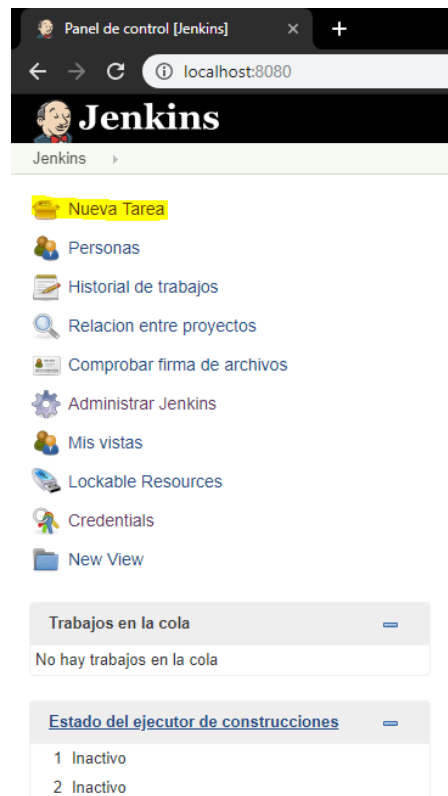 Panel de control [Jenkins]
localhost:8080
Jenkins
Jenkins
Nueva Tarea
Personas
Historial de trabajos
Relacion entre proyectos
Comprobar firma de archivos
Administrar Jenkins
Mis vistas
Lockable Resources
Credentials
New View
Trabajos en la cola
No hay trabajos en la cola
Estado del ejecutor de construcciones
1 Inactivo
2 Inactivo